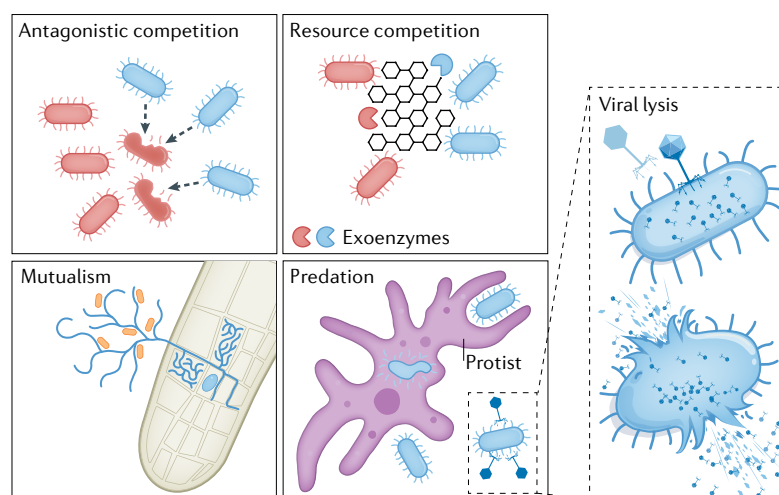 Antagonistic competition
Resource competition
Exoenzymes
Viral lysis
Mutualism
Predation
Protist